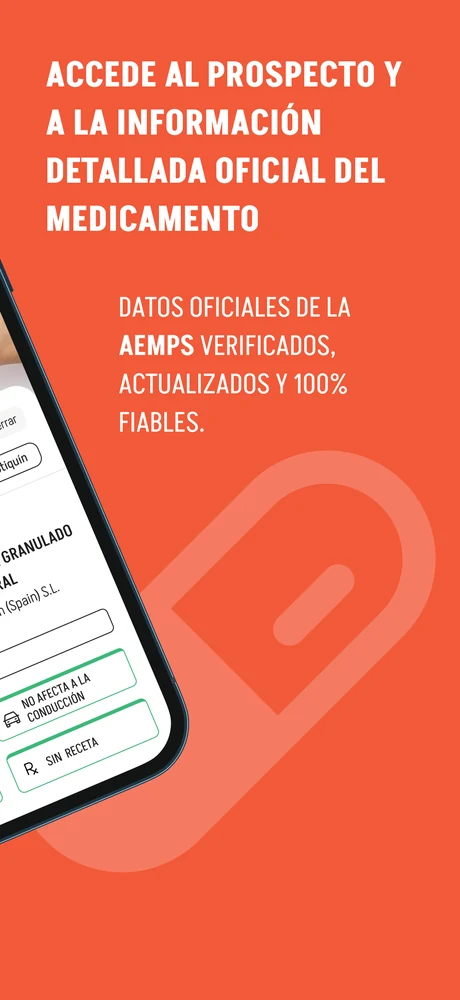 ACCEDE AL PROSPECTO Y
A LA INFORMACIÓN
DETALLADA OFICIAL DEL
MEDICAMENTO
DATOS OFICIALES DE LA
AEMPS VERIFICADOS,
ACTUALIZADOS Y 100%
FIABLES.
GRANULADO
(Spain) S.L.
NO AFECTA A LA
CONDUCCIÓN
SIN RECETA